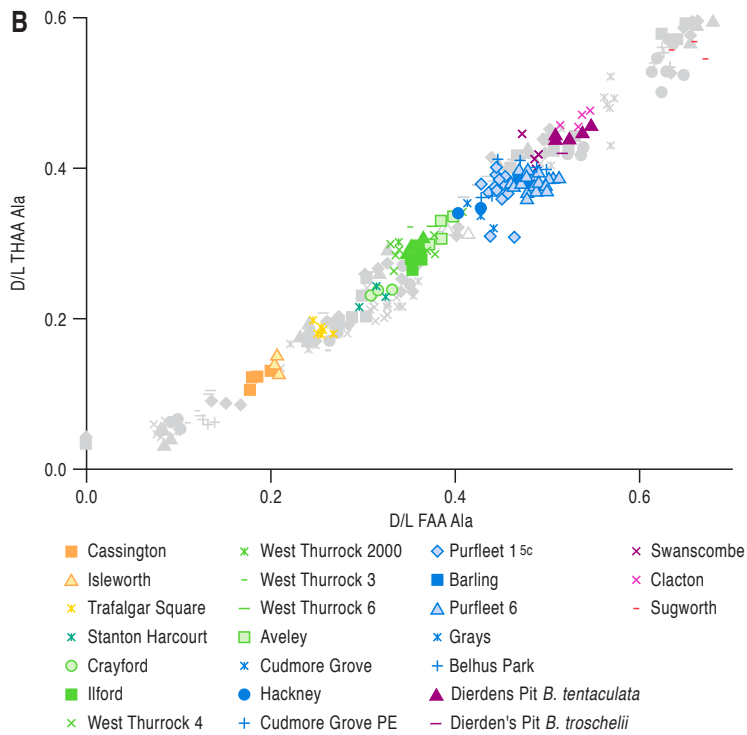 B
0.6
0.4
0.2
0.0
D/L THAA Ala
0.0 0.2 0.4 0.6
D/L FAA Ala
Cassington West Thurrock 2000 Purfleet 1 5c Swanscombe
Isleworth West Thurrock 3 Barling Clacton
Trafalgar Square West Thurrock 6 Purfleet 6 Sugworth
Stanton Harcourt Aveley Grays
Crayford Cudmore Grove Belhus Park
Ilford Hackney Dierdens Pit B. tentaculata
West Thurrock 4 Cudmore Grove PE Dierden's Pit B. troschelii